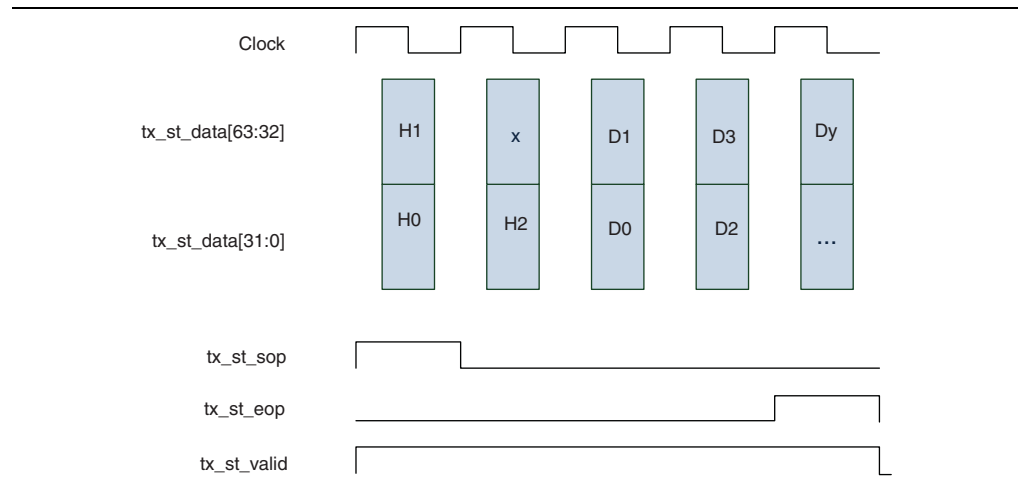 Clock
tx_st_data[63:32] H1 x D1 D3 Dy
tx_st_data[31:0] H0 H2 D0 D2 ...
tx_st_sop
tx_st_eop
tx_st_valid